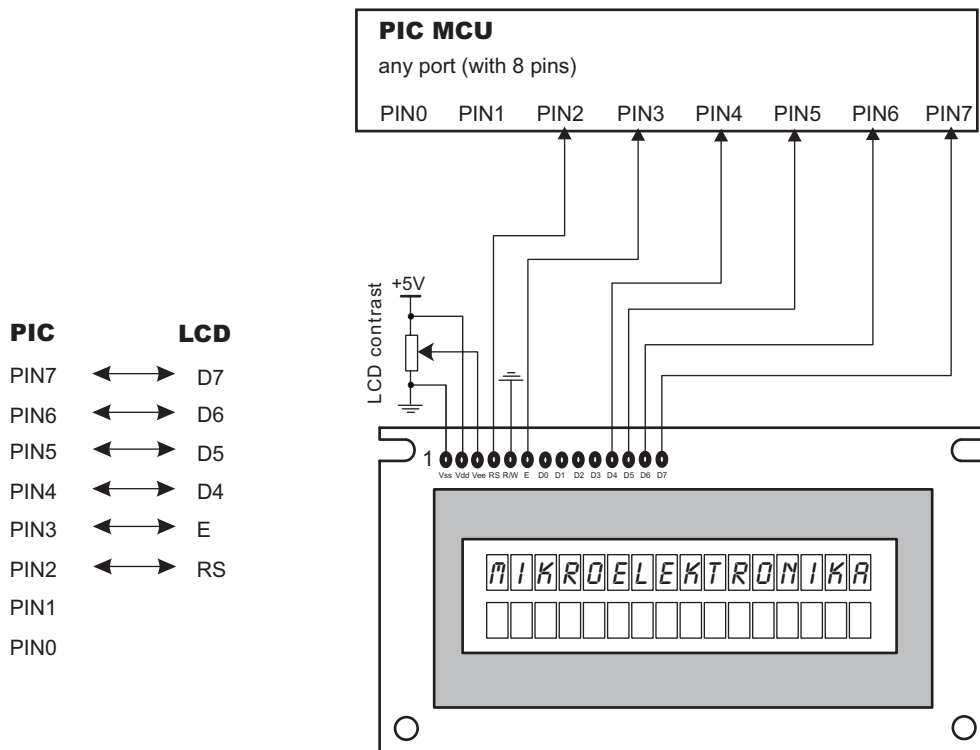 PIC MCU
any port (with 8 pins)
PIN0 PIN1 PIN2 PIN3 PIN4 PIN5 PIN6 PIN7
+5V
LCD contrast
PIC LCD
PIN7 D7
PIN6 D6
PIN5 D5
PIN4 D4
PIN3 E
PIN2 RS
PIN1
PIN0
1
Vss Vdd Vee RS R/W E D0 D1 D2 D3 D4 D5 D6 D7
MIKROELEKTRONIKA